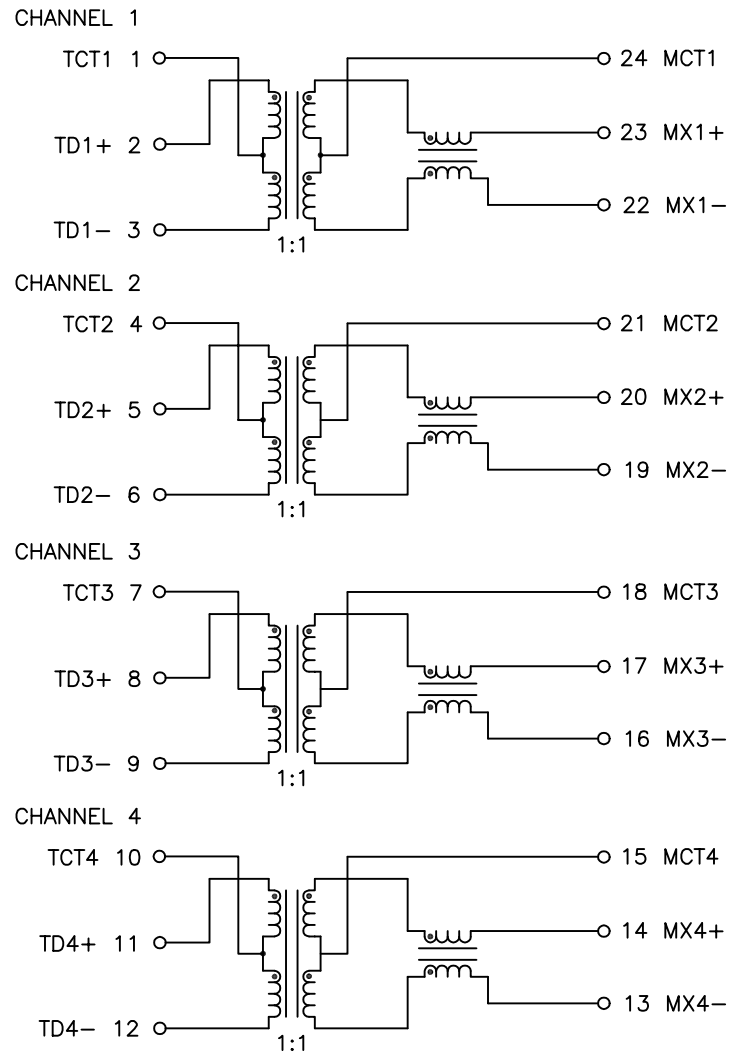 CHANNEL 1
TCT1 1 24 MCT1
TD1+ 2 23 MX1+
TD1− 3 22 MX1−
1:1
CHANNEL 2
TCT2 4 21 MCT2
TD2+ 5 20 MX2+
TD2− 6 19 MX2−
1:1
CHANNEL 3
TCT3 7 18 MCT3
TD3+ 8 17 MX3+
TD3− 9 16 MX3−
1:1
CHANNEL 4
TCT4 10 15 MCT4
TD4+ 11 14 MX4+
TD4− 12 13 MX4−
1:1